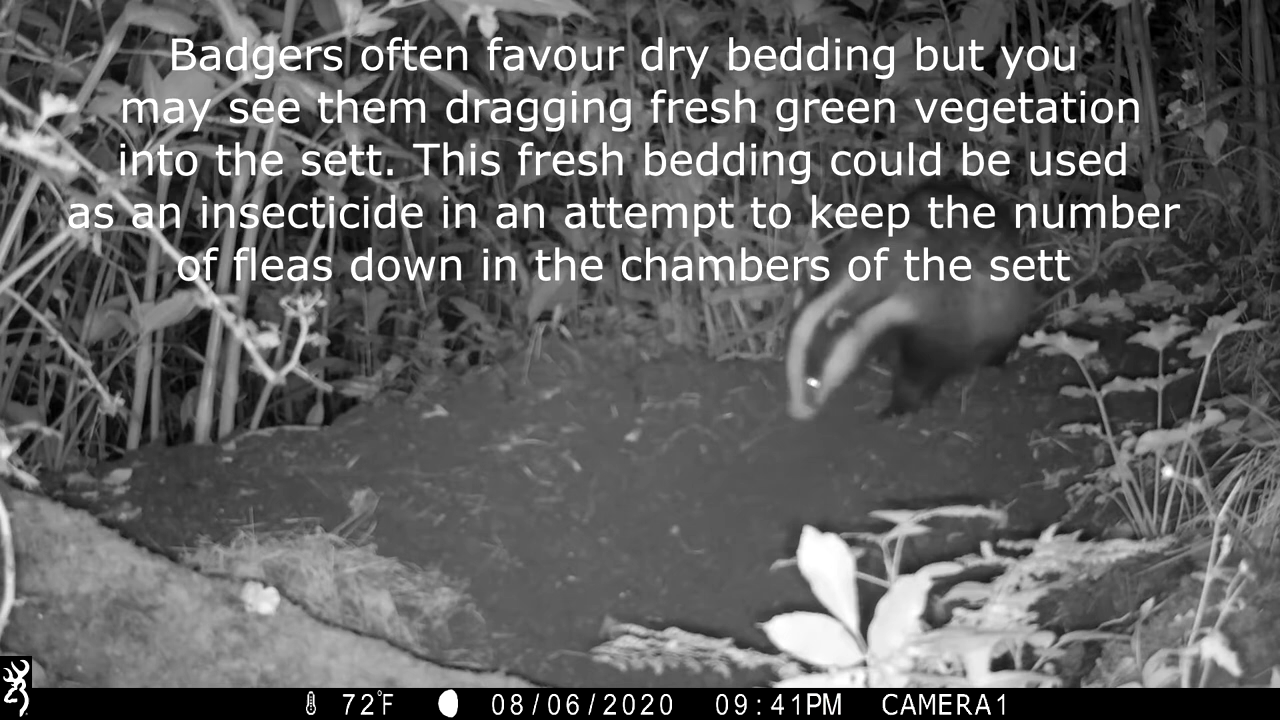 Badgers often favour dry bedding but you
may see them dragging fresh green vegetation
into the sett. This fresh bedding could be used
as an insecticide in an attempt to keep the number
of fleas down in the chambers of the sett
72°F 08/06/2020 09:41PM CAMERA1